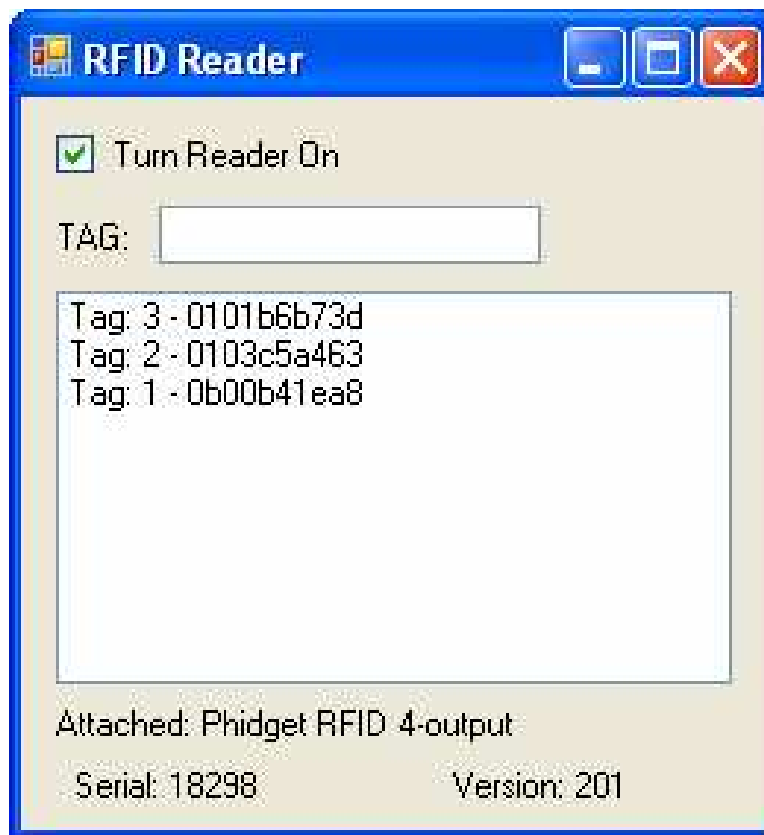 RFID Reader
Turn Reader On
TAG:
Tag: 3 - 0101b6b73d
Tag: 2 - 0103c5a463
Tag: 1 - 0b00b41ea8
Attached: Phidget RFID 4-output
Serial: 18298 Version: 201